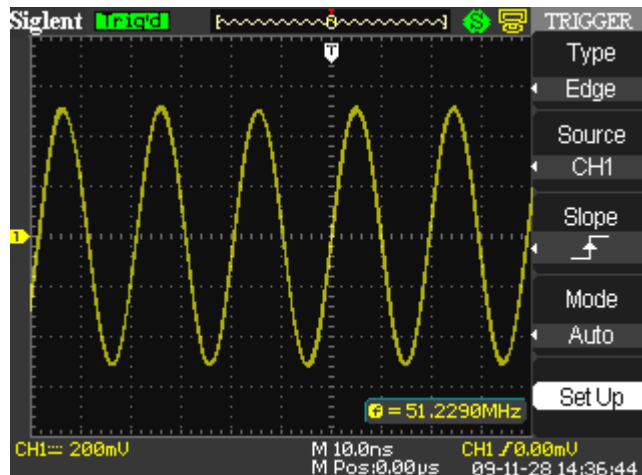 Siglent Trig'd TRIGGER
T
1
Type
Edge
Source
CH1
Slope
Mode
Auto
Set Up
f = 51.2290MHz
CH1 200mV M 10.0ns CH1 0.00mV
M Pos:0.00µs 09-11-28 14:36:44